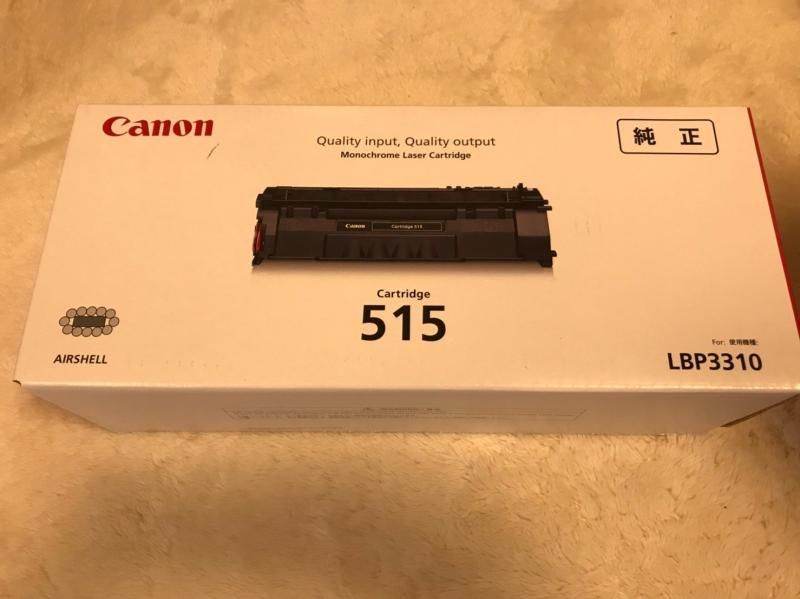 Canon
Quality input, Quality output
Monochrome Laser Cartridge
純 正
Canon
Cartridge 515
Cartridge
515
AIRSHELL
For: 使用機種:
LBP3310